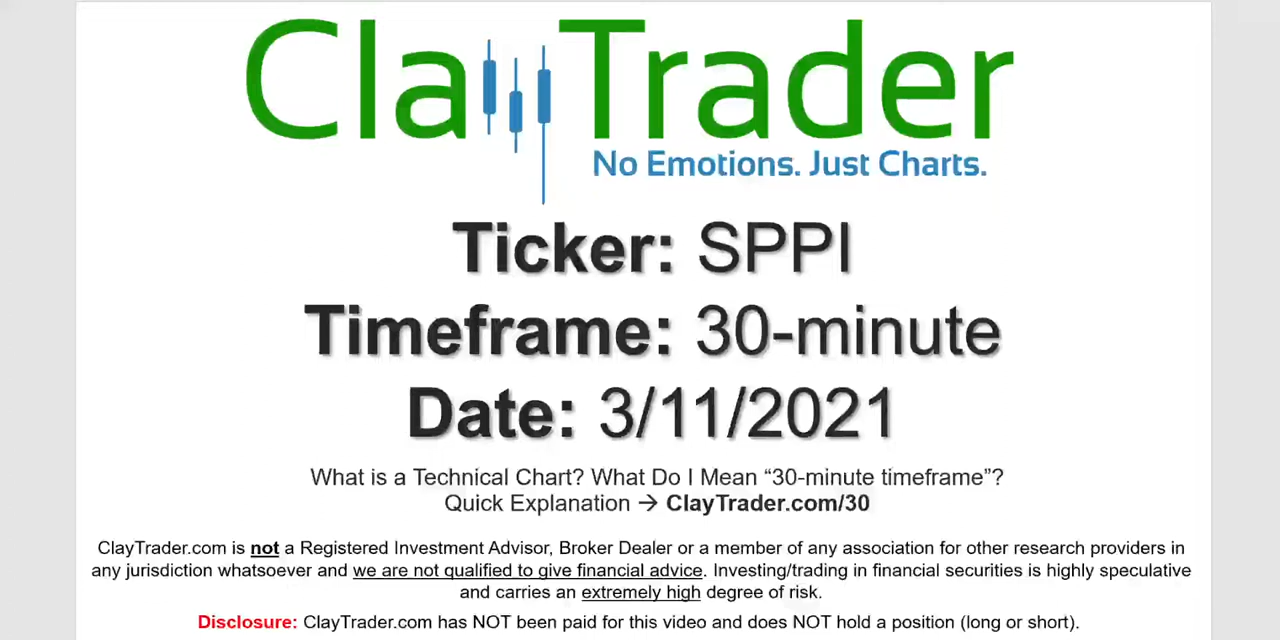 ClayTrader
No Emotions. Just Charts.
Ticker: SPPI
Timeframe: 30-minute
Date: 3/11/2021
What is a Technical Chart? What Do I Mean “30-minute timeframe”?
Quick Explanation → ClayTrader.com/30
ClayTrader.com is not a Registered Investment Advisor, Broker Dealer or a member of any association for other research providers in
any jurisdiction whatsoever and we are not qualified to give financial advice. Investing/trading in financial securities is highly speculative
and carries an extremely high degree of risk.
Disclosure: ClayTrader.com has NOT been paid for this video and does NOT hold a position (long or short).